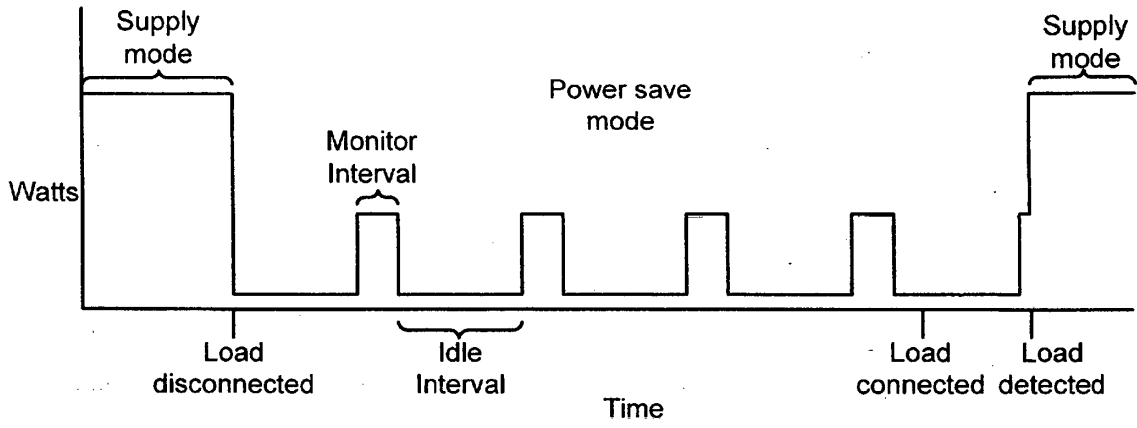 Supply
mode
Supply
mode
Power save
mode
Monitor
Interval
Watts
Load
disconnected
Idle
Interval
Load
connected
Load
detected
Time